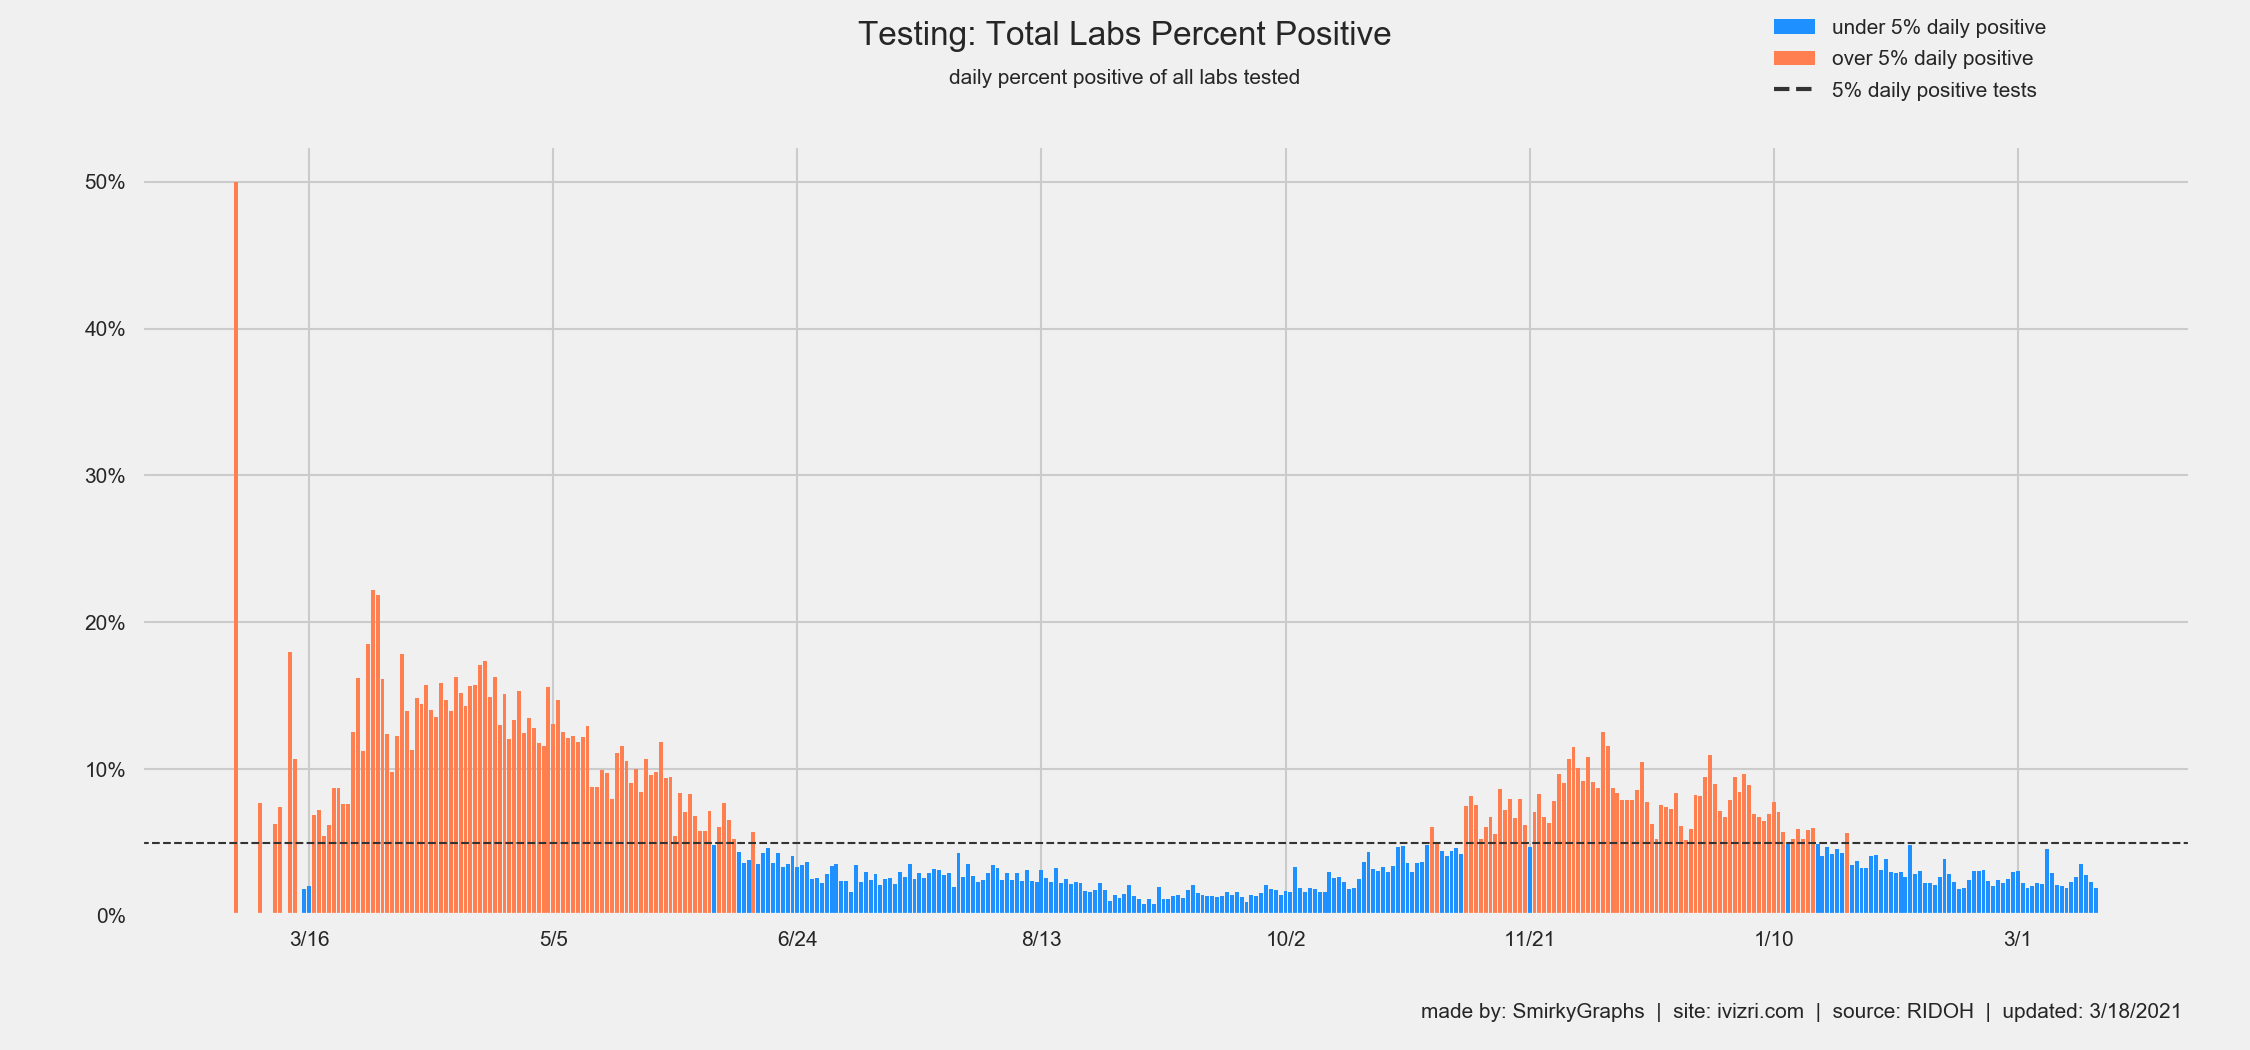 Testing: Total Labs Percent Positive
daily percent positive of all labs tested
under 5% daily positive
over 5% daily positive
5% daily positive tests
50%
40%
30%
20%
10%
0%
3/16 5/5 6/24 8/13 10/2 11/21 1/10 3/1
made by: SmirkyGraphs | site: ivizri.com | source: RIDOH | updated: 3/18/2021